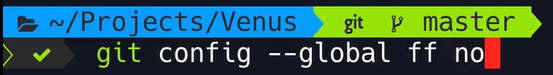 ~/Projects/Venus git master
git config --global ff no